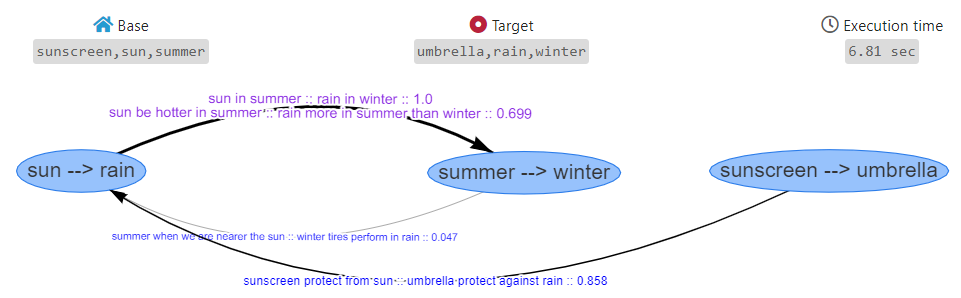 Base
Target
Execution time
sunscreen,sun,summer
umbrella,rain,winter
6.81 sec
sun in summer :: rain in winter :: 1.0
sun be hotter in summer :: rain more in summer than winter :: 0.699
sun --> rain
summer --> winter
sunscreen --> umbrella
summer when we are nearer the sun :: winter tires perform in rain :: 0.047
sunscreen protect from sun :: umbrella protect against rain :: 0.858